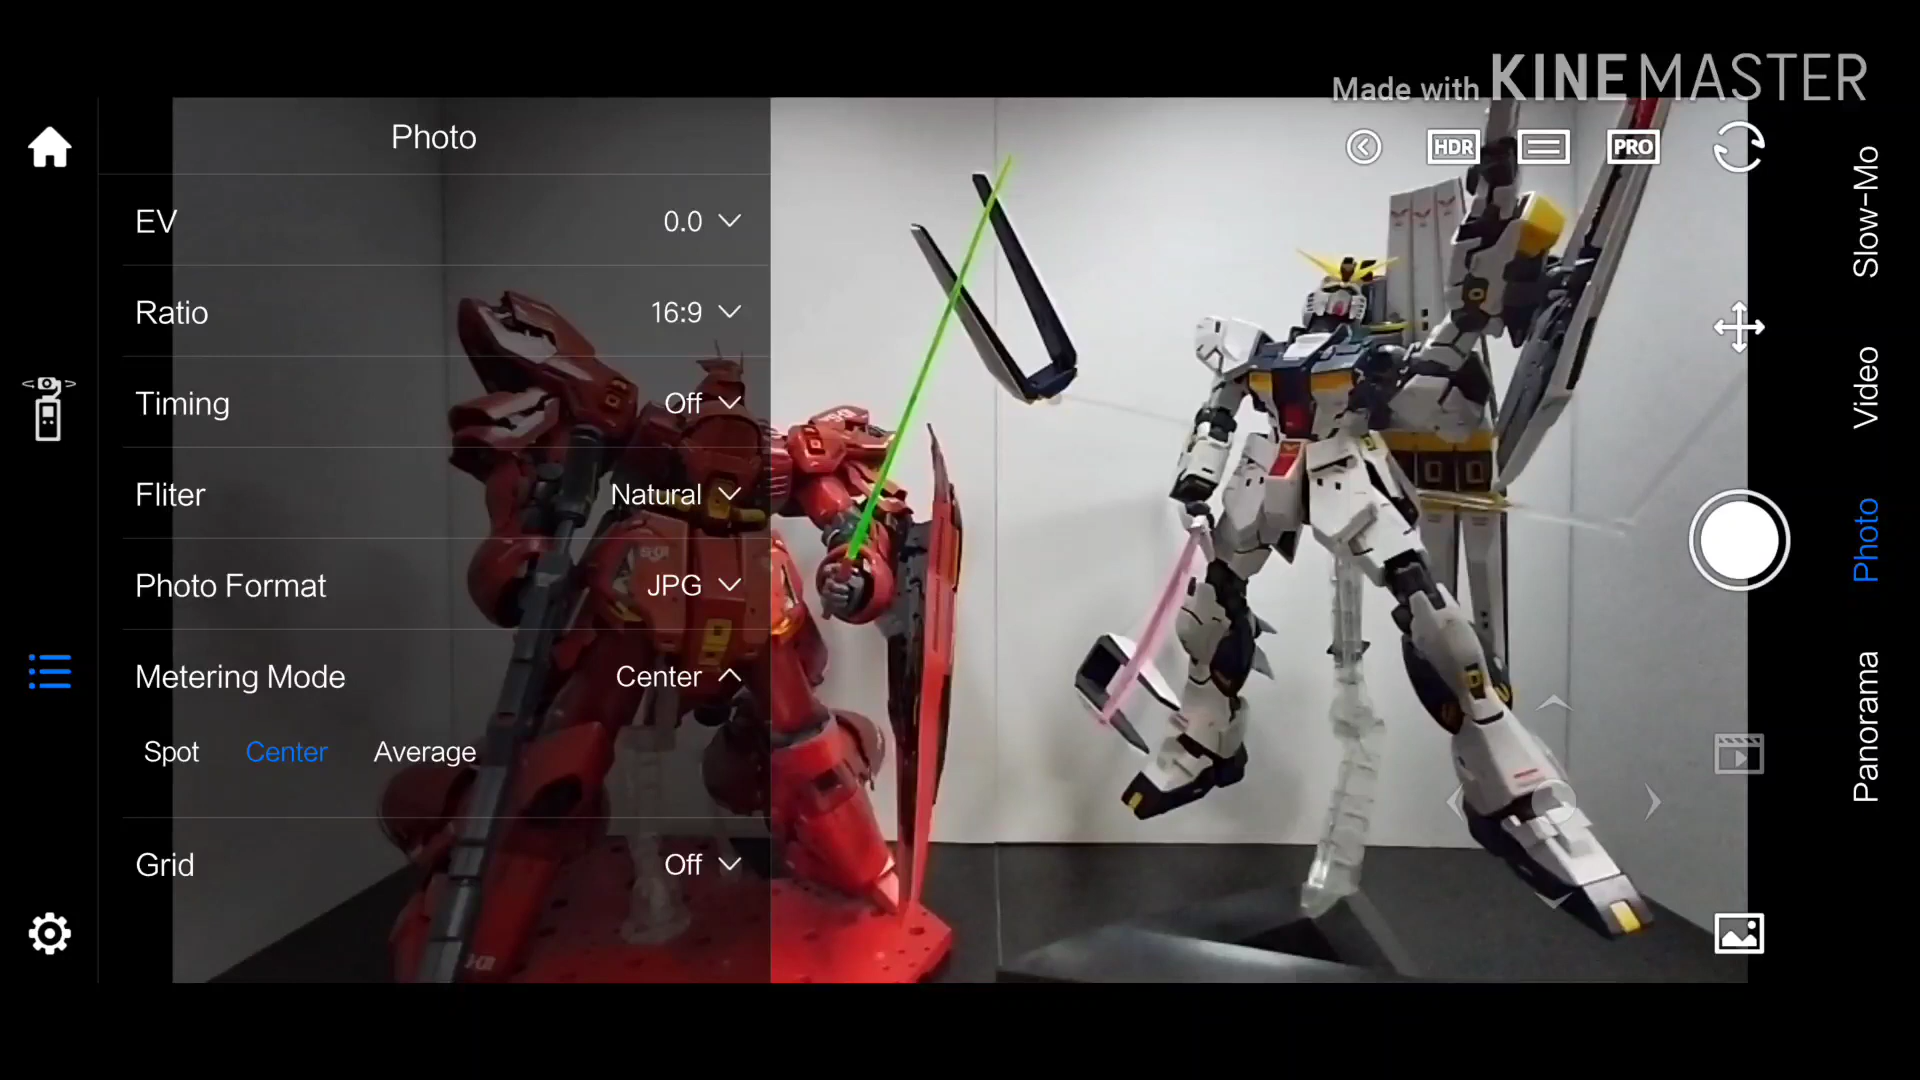 Made with KINEMASTER
Photo
HDR
PRO
EV 0.0
Ratio 16:9
Timing Off
Fliter Natural
Photo Format JPG
Metering Mode Center
Spot Center Average
Grid Off
Slow-Mo
Video
Photo
Panorama